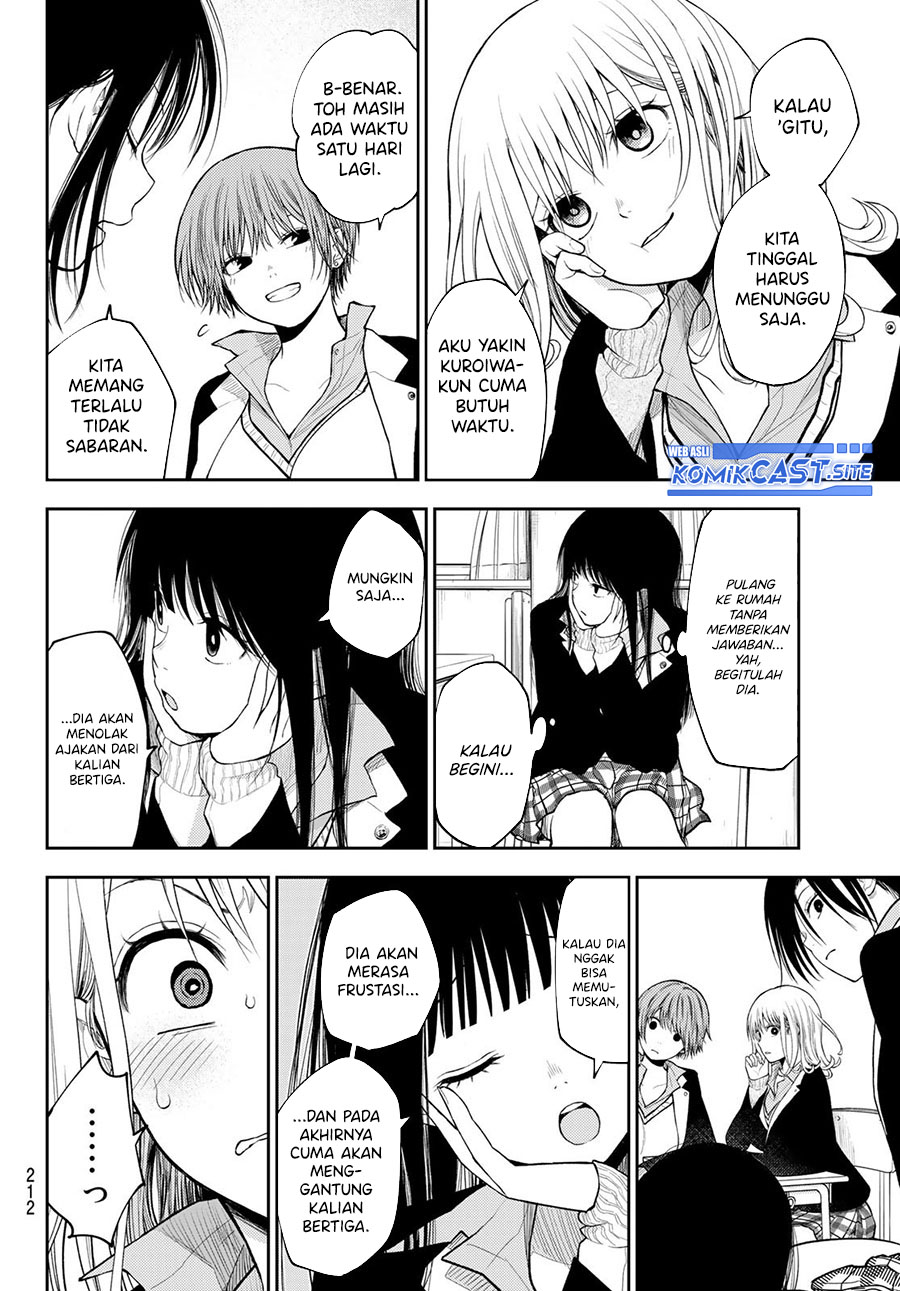 KALAU
'GITU,
KITA
TINGGAL
HARUS
MENUNGGU
SAJA.
AKU YAKIN
KUROIWA-
KUN CUMA
BUTUH
WAKTU.
B-BENAR.
TOH MASIH
ADA WAKTU
SATU HARI
LAGI.
KITA
MEMANG
TERLALU
TIDAK
SABARAN.
WEB ASLI
KOMIKCAST.SITE
PULANG
KE RUMAH
TANPA
MEMBERIKAN
JAWABAN...
YAH,
BEGITULAH
DIA.
KALAU
BEGINI...
MUNGKIN
SAJA...
...DIA AKAN
MENOLAK
AJAKAN DARI
KALIAN
BERTIGA.
KALAU DIA
NGGAK
BISA
MEMU-
TUSKAN,
DIA AKAN
MERASA
FRUSTASI...
...DAN PADA
AKHIRNYA
CUMA AKAN
MENG-
GANTUNG
KALIAN
BERTIGA.
……っ
212